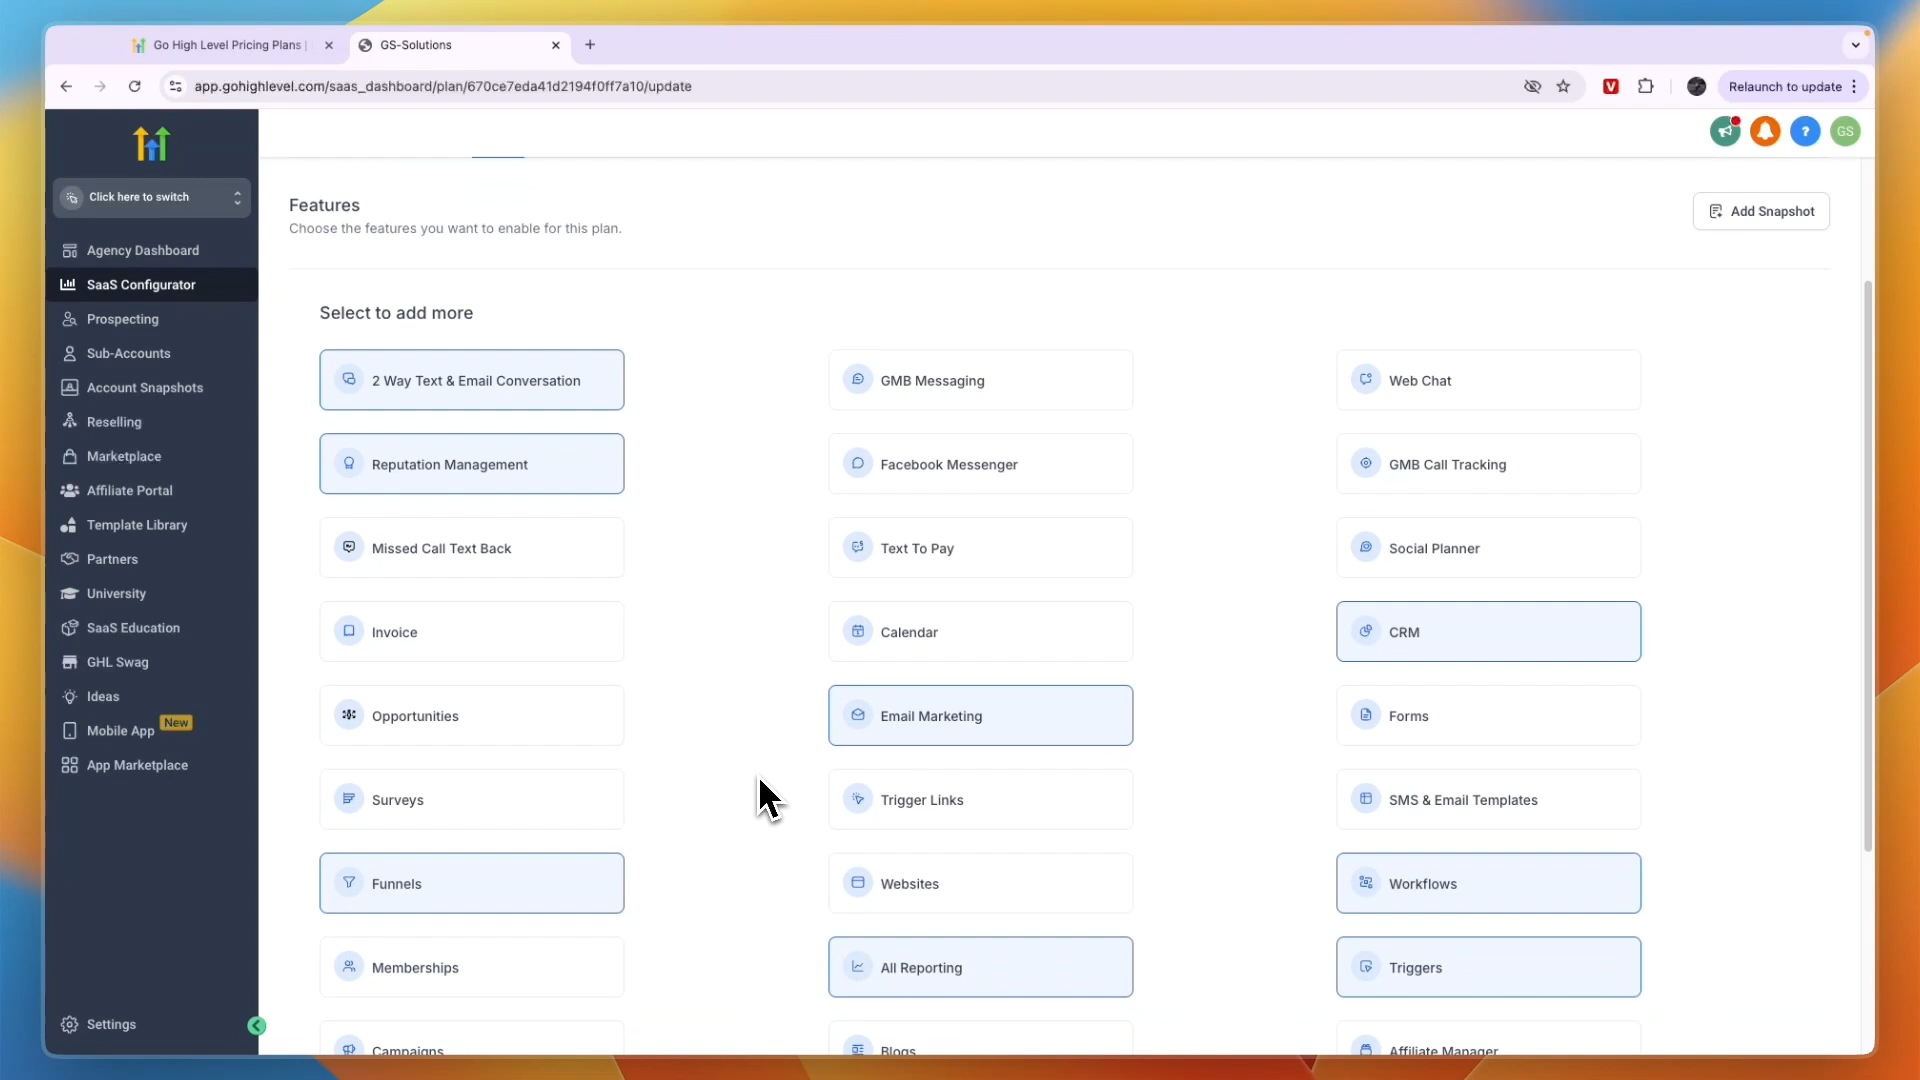 Go High Level Pricing Plans |
GS-Solutions
app.gohighlevel.com/saas_dashboard/plan/670ce7eda41d2194f0ff7a10/update
Relaunch to update
GS
Click here to switch
Agency Dashboard
SaaS Configurator
Prospecting
Sub-Accounts
Account Snapshots
Reselling
Marketplace
Affiliate Portal
Template Library
Partners
University
SaaS Education
GHL Swag
Ideas
Mobile App New
App Marketplace
Settings
Features
Choose the features you want to enable for this plan.
Add Snapshot
Select to add more
2 Way Text & Email Conversation
GMB Messaging
Web Chat
Reputation Management
Facebook Messenger
GMB Call Tracking
Missed Call Text Back
Text To Pay
Social Planner
Invoice
Calendar
CRM
Opportunities
Email Marketing
Forms
Surveys
Trigger Links
SMS & Email Templates
Funnels
Websites
Workflows
Memberships
All Reporting
Triggers
Campaigns
Blogs
Affiliate Manager